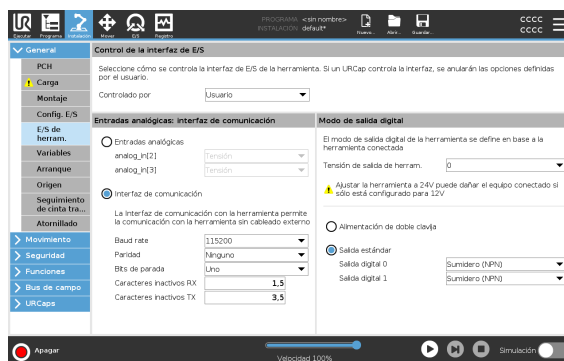 UR
PROGRAMA <sin nombre>
INSTALACIÓN default*
CCCC
CCCC
Ejecutar Programa Instalación Mover E/S Registro Nuevo... Abrir... Guardar...
General
PCH
Carga
Montaje
Config. E/S
E/S de
herram.
Variables
Arranque
Origen
Seguimiento
de cinta tra...
Atornillado
Movimiento
Seguridad
Funciones
Bus de campo
URCaps
Control de la interfaz de E/S
Seleccione cómo se controla la interfaz de E/S de la herramienta. Si un URCap controla la interfaz, se anularán las opciones definidas
por el usuario.
Controlado por Usuario
Entradas analógicas: interfaz de comunicación
Entradas analógicas
analog_in[2] Tensión
analog_in[3] Tensión
Interfaz de comunicación
La Interfaz de comunicación con la herramienta permite
la comunicación con la herramienta sin cableado externo
Baud rate 115200
Paridad Ninguno
Bits de parada Uno
Caracteres inactivos RX 1,5
Caracteres inactivos TX 3,5
Modo de salida digital
El modo de salida digital de la herramienta se define en base a la
herramienta conectada
Tensión de salida de herram. 0
Ajustar la herramienta a 24V puede dañar el equipo conectado si
sólo está configurado para 12V
Alimentación de doble clavija
Salida estándar
Salida digital 0 Sumidero (NPN)
Salida digital 1 Sumidero (NPN)
Apagar
Velocidad 100%
Simulación